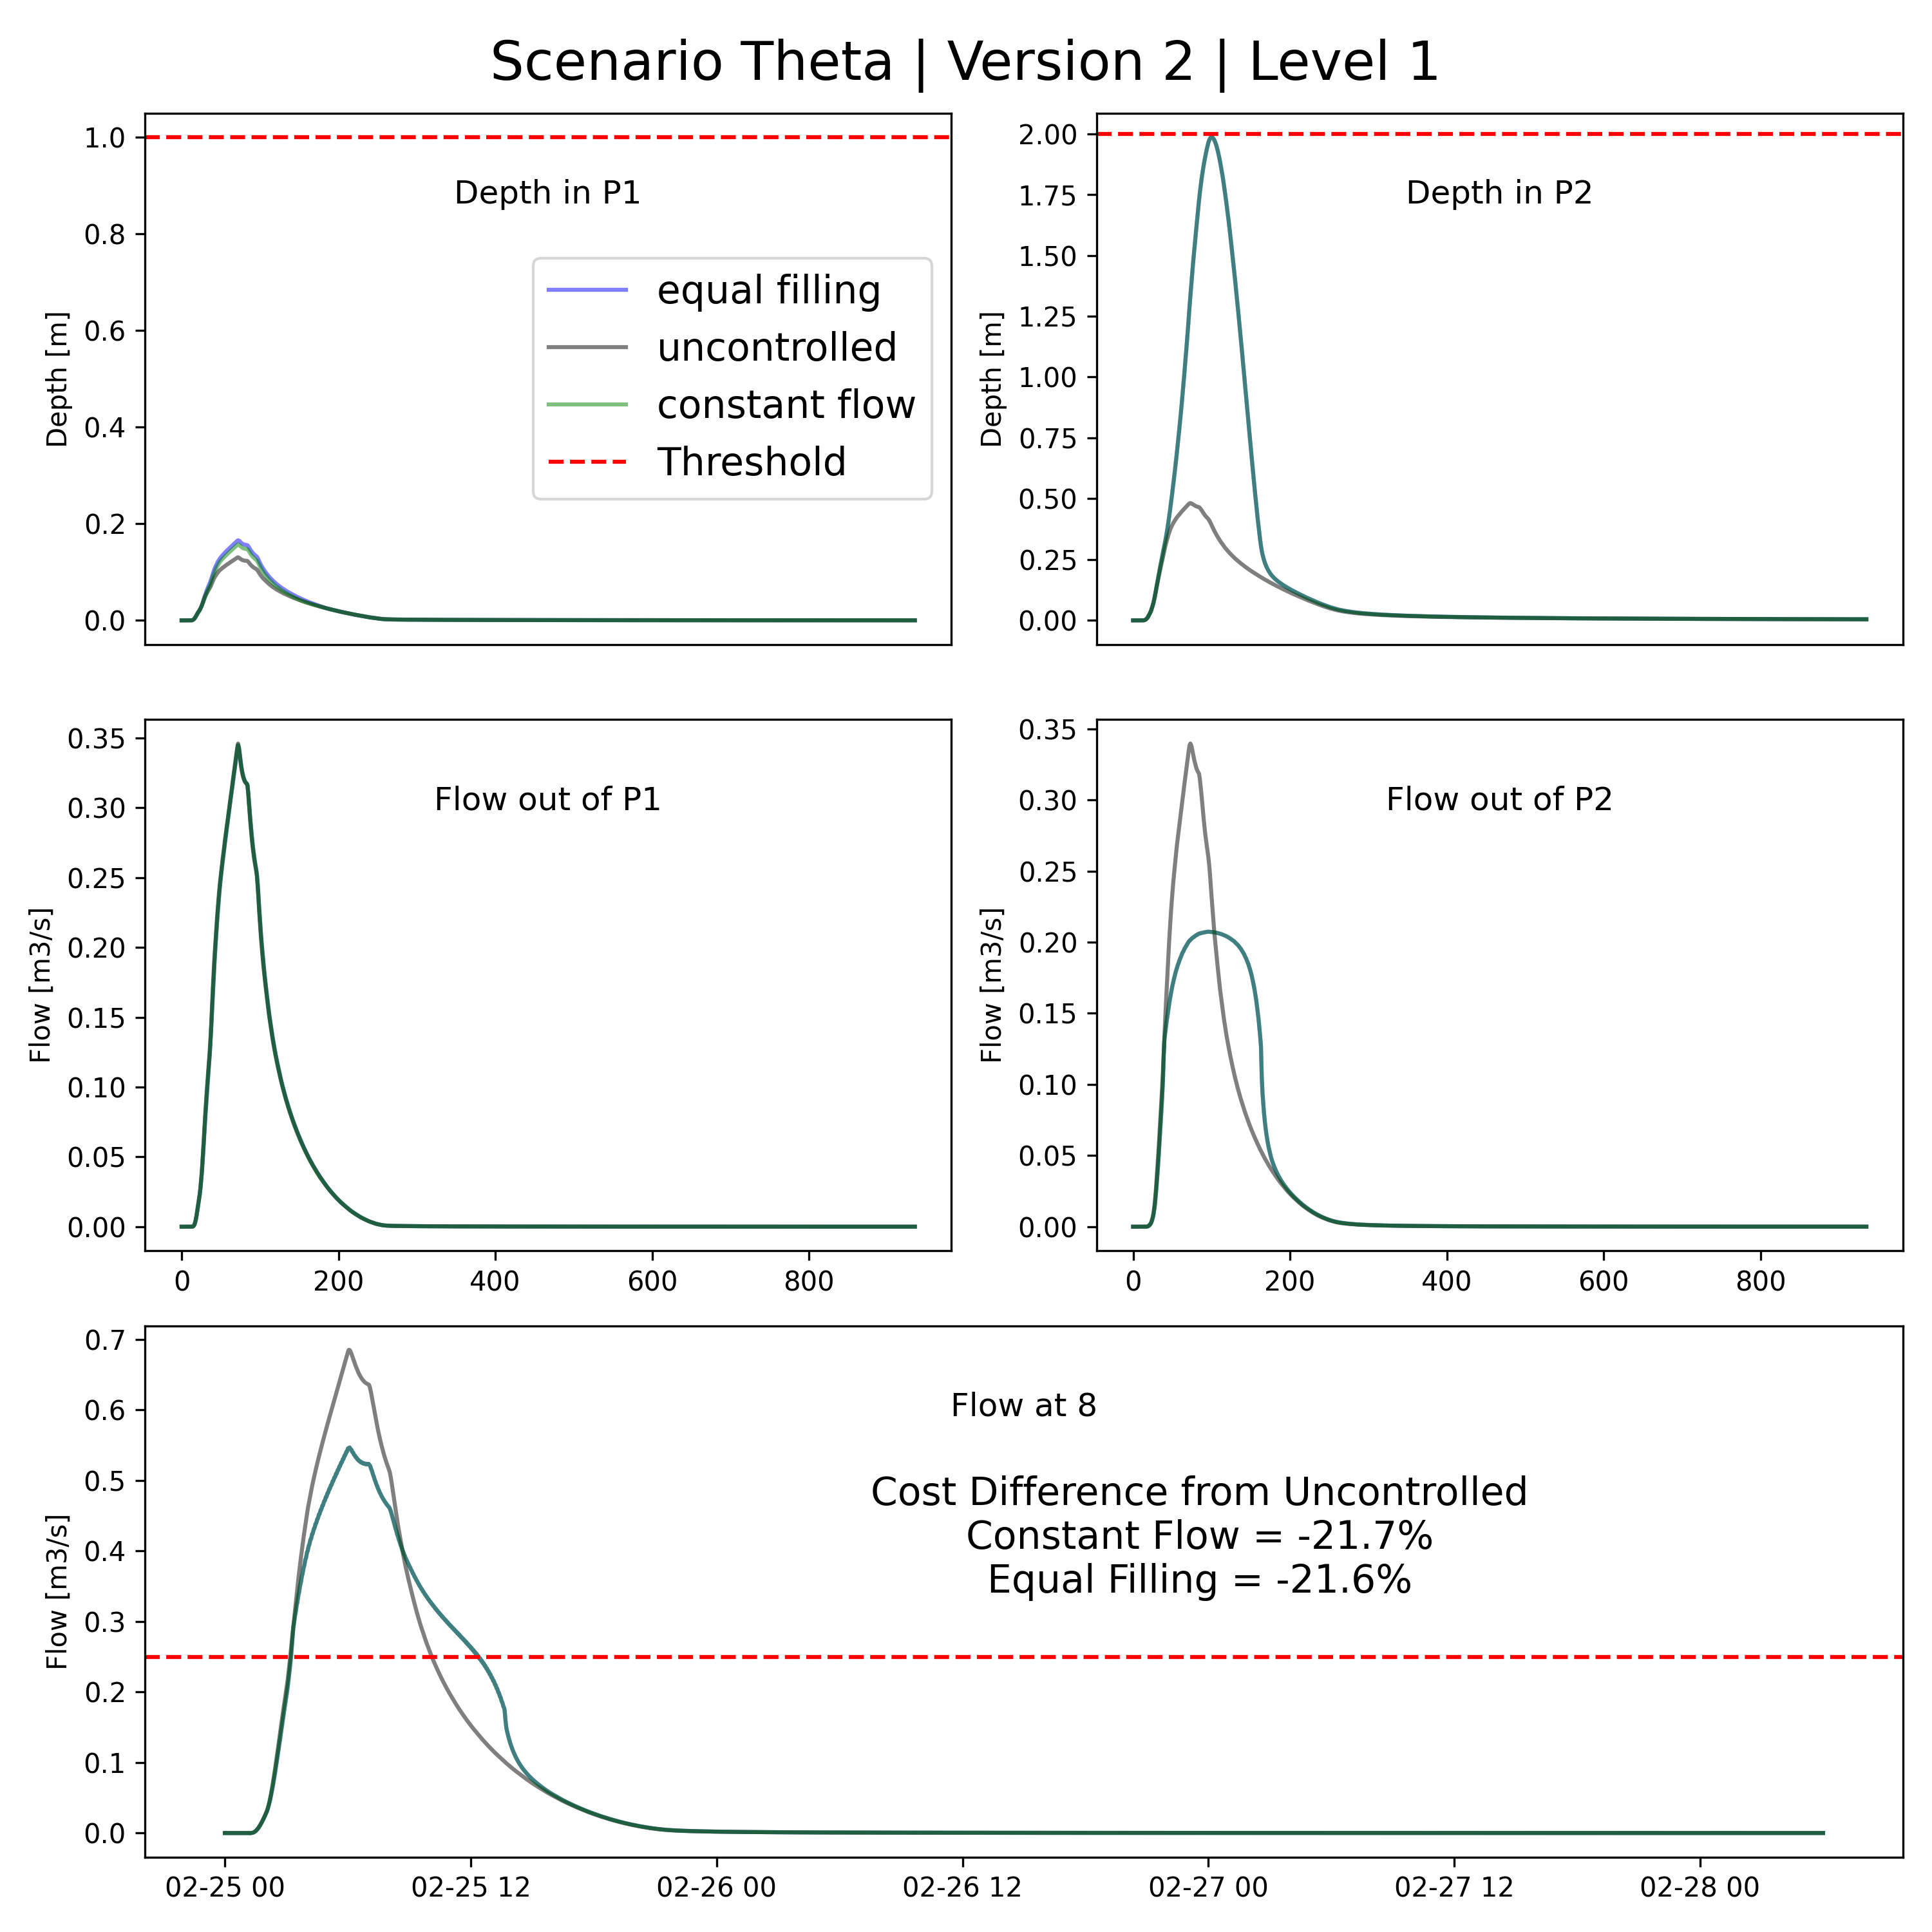 Scenario Theta | Version 2 | Level 1
1.0
0.8
0.6
0.4
0.2
0.0
Depth [m]
Depth in P1
equal filling
uncontrolled
constant flow
Threshold
2.00
1.75
1.50
1.25
1.00
0.75
0.50
0.25
0.00
Depth [m]
Depth in P2
0.35
0.30
0.25
0.20
0.15
0.10
0.05
0.00
Flow [m3/s]
Flow out of P1
0 200 400 600 800
0.35
0.30
0.25
0.20
0.15
0.10
0.05
0.00
Flow [m3/s]
Flow out of P2
0 200 400 600 800
0.7
0.6
0.5
0.4
0.3
0.2
0.1
0.0
Flow [m3/s]
Flow at 8
Cost Difference from Uncontrolled
Constant Flow = -21.7%
Equal Filling = -21.6%
02-25 00 02-25 12 02-26 00 02-26 12 02-27 00 02-27 12 02-28 00